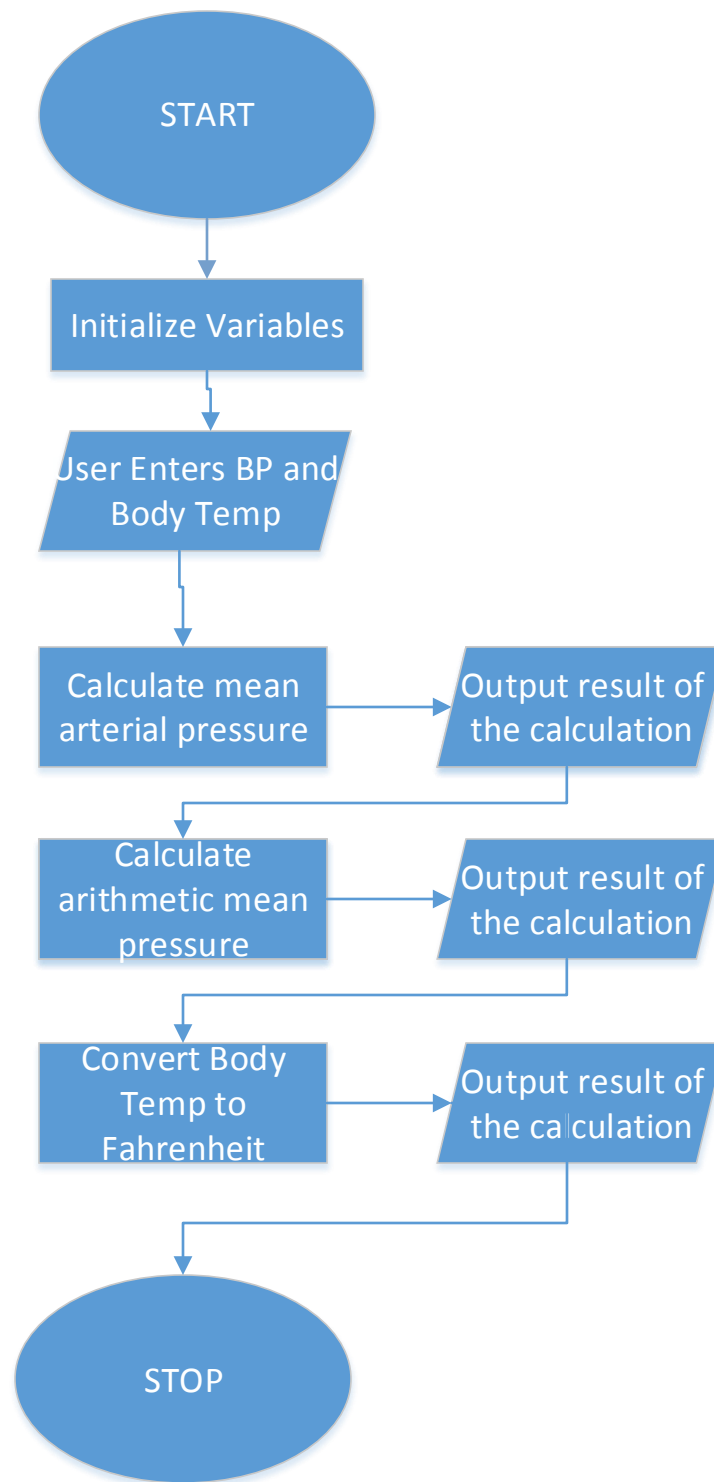 START
Initialize Variables
User Enters BP and
Body Temp
Calculate mean
arterial pressure
Output result of
the calculation
Calculate
arithmetic mean
pressure
Output result of
the calculation
Convert Body
Temp to
Fahrenheit
Output result of
the calculation
STOP